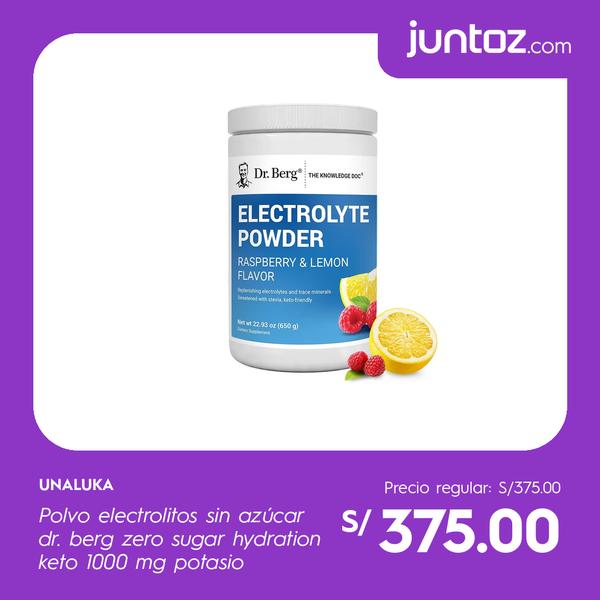 juntoz.com
Dr. Berg® THE KNOWLEDGE DOC®
ELECTROLYTE
POWDER
RASPBERRY & LEMON
FLAVOR
Replenishing electrolytes and trace minerals
Sweetened with stevia, keto-friendly
Net wt 22.93 oz (650 g)
Dietary Supplement
UNALUKA
Polvo electrolitos sin azúcar
dr. berg zero sugar hydration
keto 1000 mg potasio
Precio regular: S/375.00
S/ 375.00